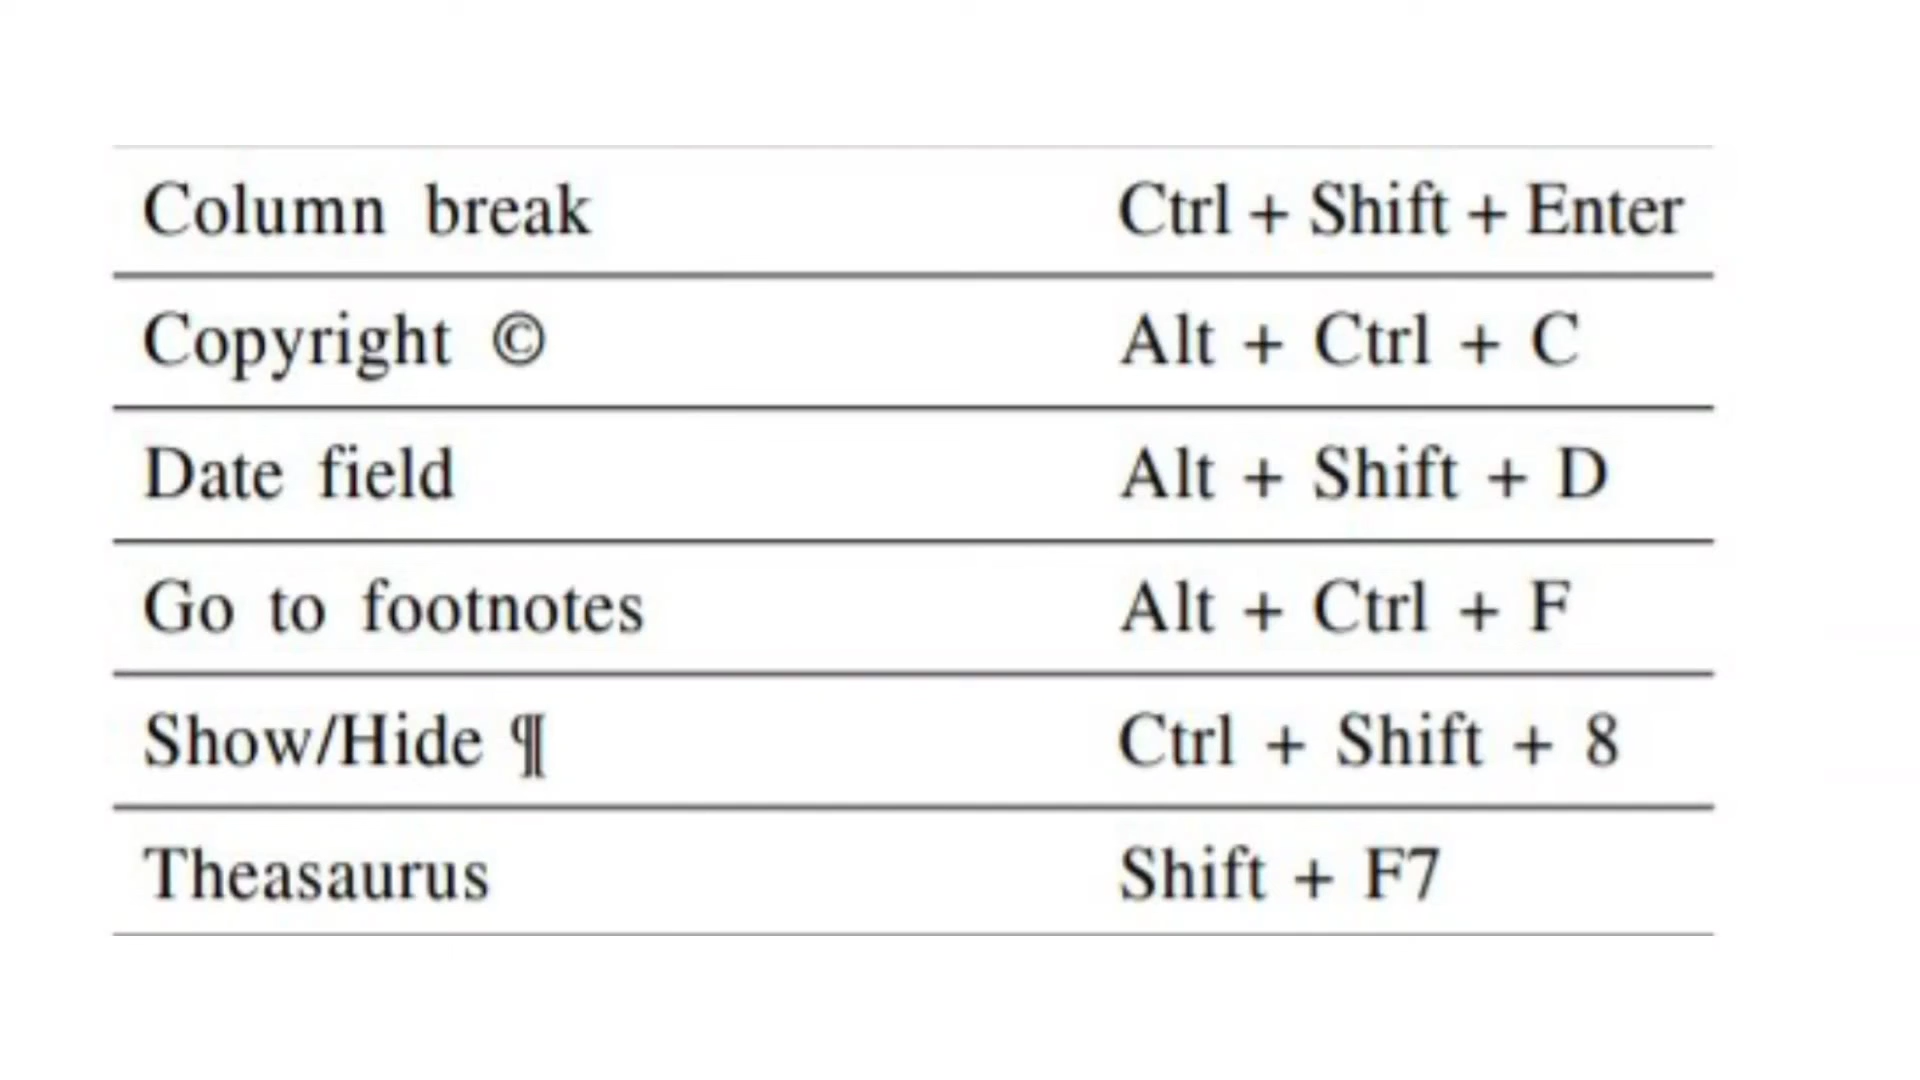 Column break Ctrl + Shift + Enter
Copyright © Alt + Ctrl + C
Date field Alt + Shift + D
Go to footnotes Alt + Ctrl + F
Show/Hide ¶ Ctrl + Shift + 8
Theasaurus Shift + F7